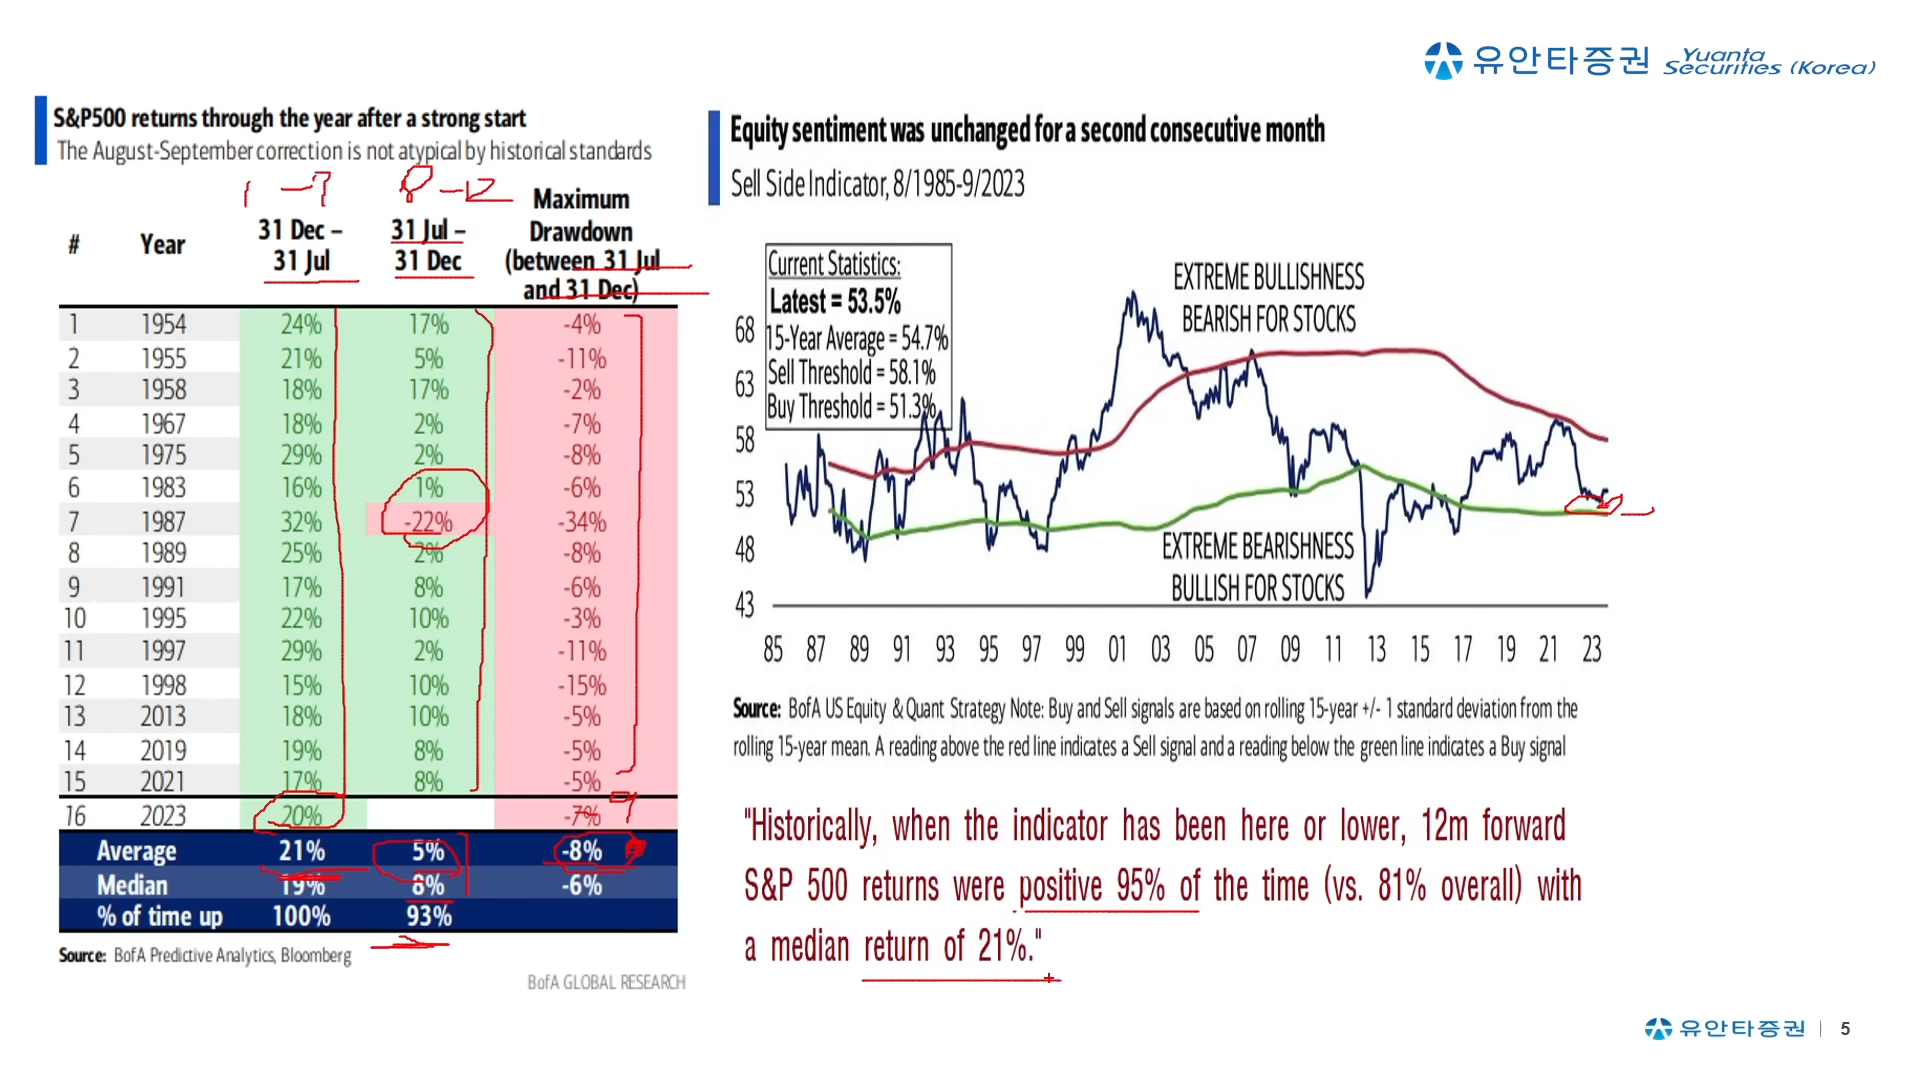 유안타증권 Yuanta Securities (Korea)
S&P500 returns through the year after a strong start
The August-September correction is not atypical by historical standards
1 -7 8 -12
# Year 31 Dec – 31 Jul 31 Jul – 31 Dec Maximum Drawdown (between 31 Jul and 31 Dec)
1 1954 24% 17% -4%
2 1955 21% 5% -11%
3 1958 18% 17% -2%
4 1967 18% 2% -7%
5 1975 29% 2% -8%
6 1983 16% 1% -6%
7 1987 32% -22% -34%
8 1989 25% 2% -8%
9 1991 17% 8% -6%
10 1995 22% 10% -3%
11 1997 29% 2% -11%
12 1998 15% 10% -15%
13 2013 18% 10% -5%
14 2019 19% 8% -5%
15 2021 17% 8% -5%
16 2023 20% -7%
Average 21% 5% -8%
Median 19% 8% -6%
% of time up 100% 93%
Source: BofA Predictive Analytics, Bloomberg
BofA GLOBAL RESEARCH
Equity sentiment was unchanged for a second consecutive month
Sell Side Indicator, 8/1985-9/2023
Current Statistics:
Latest = 53.5%
15-Year Average = 54.7%
Sell Threshold = 58.1%
Buy Threshold = 51.3%
EXTREME BULLISHNESS
BEARISH FOR STOCKS
EXTREME BEARISHNESS
BULLISH FOR STOCKS
68
63
58
53
48
43
85 87 89 91 93 95 97 99 01 03 05 07 09 11 13 15 17 19 21 23
Source: BofA US Equity & Quant Strategy Note: Buy and Sell signals are based on rolling 15-year +/- 1 standard deviation from the
rolling 15-year mean. A reading above the red line indicates a Sell signal and a reading below the green line indicates a Buy signal
"Historically, when the indicator has been here or lower, 12m forward
S&P 500 returns were positive 95% of the time (vs. 81% overall) with
a median return of 21%."
유안타증권 | 5